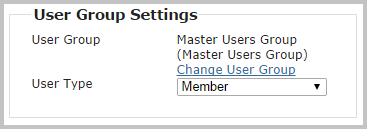 User Group Settings
User Group Master Users Group
(Master Users Group)
Change User Group
User Type Member